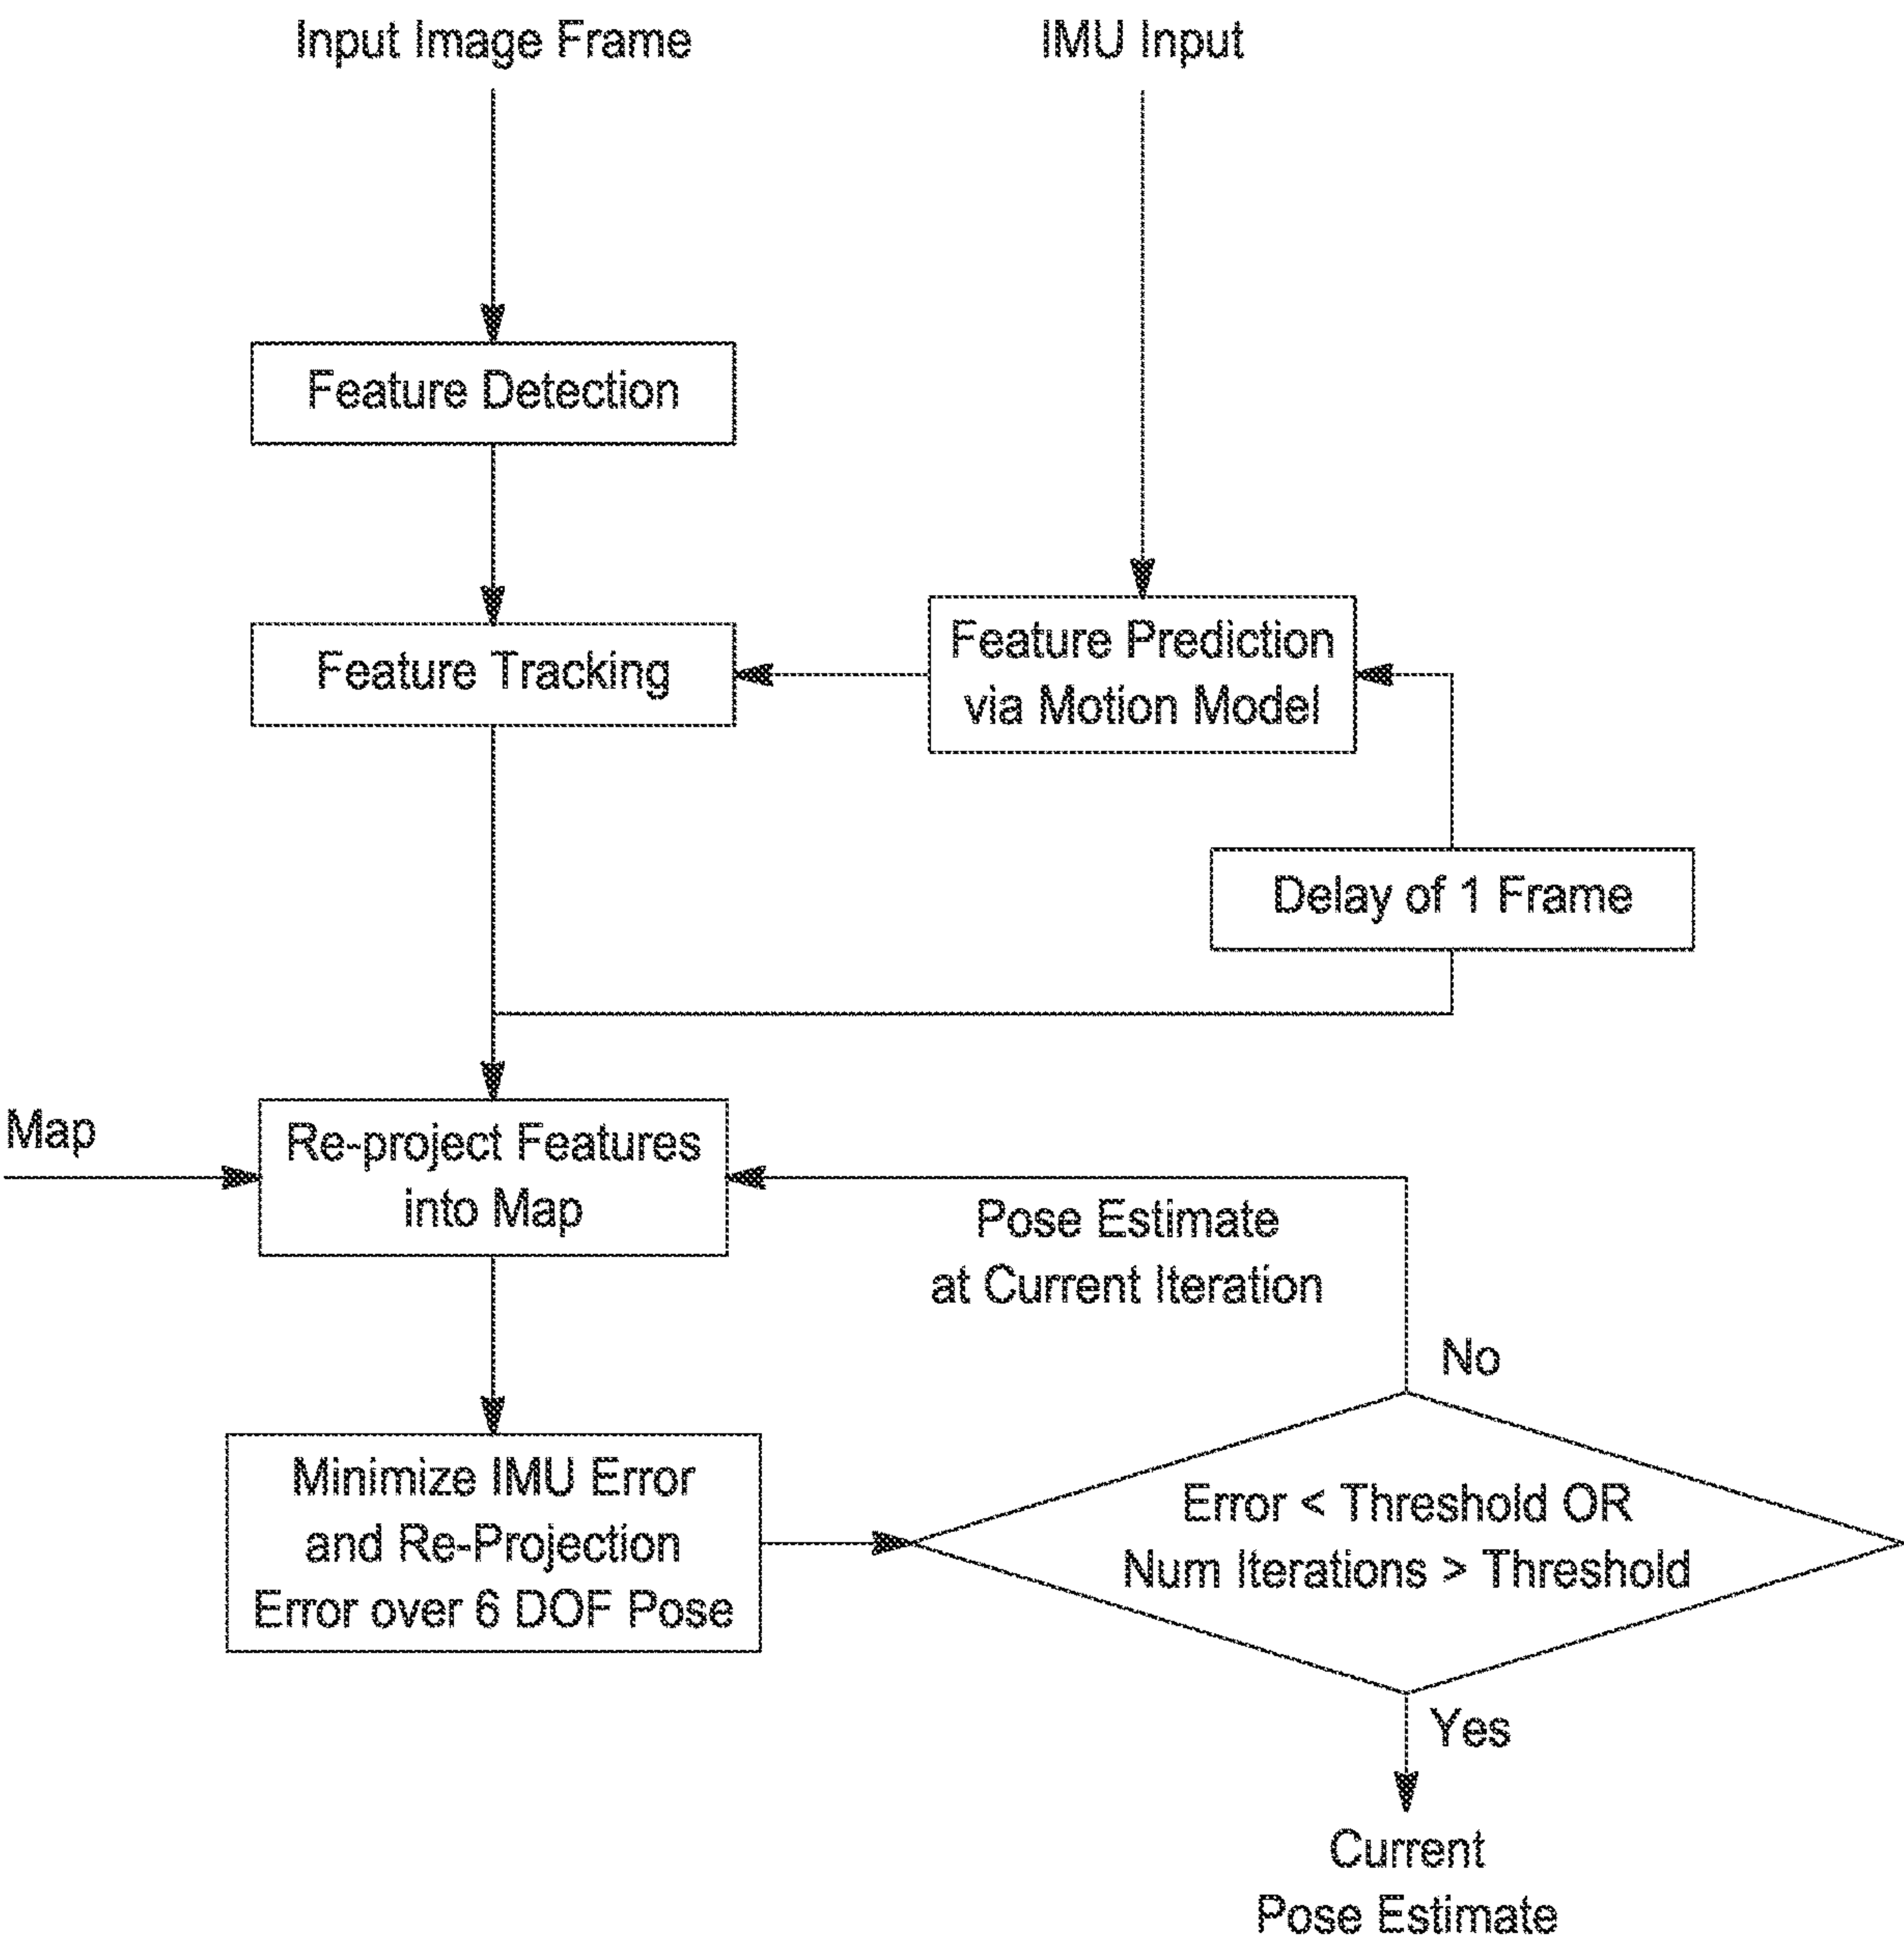 Input Image Frame
IMU Input
Feature Detection
Feature Tracking
Feature Prediction
via Motion Model
Delay of 1 Frame
Map
Re-project Features
into Map
Pose Estimate
at Current Iteration
No
Minimize IMU Error
and Re-Projection
Error over 6 DOF Pose
Error < Threshold OR
Num Iterations > Threshold
Yes
Current
Pose Estimate